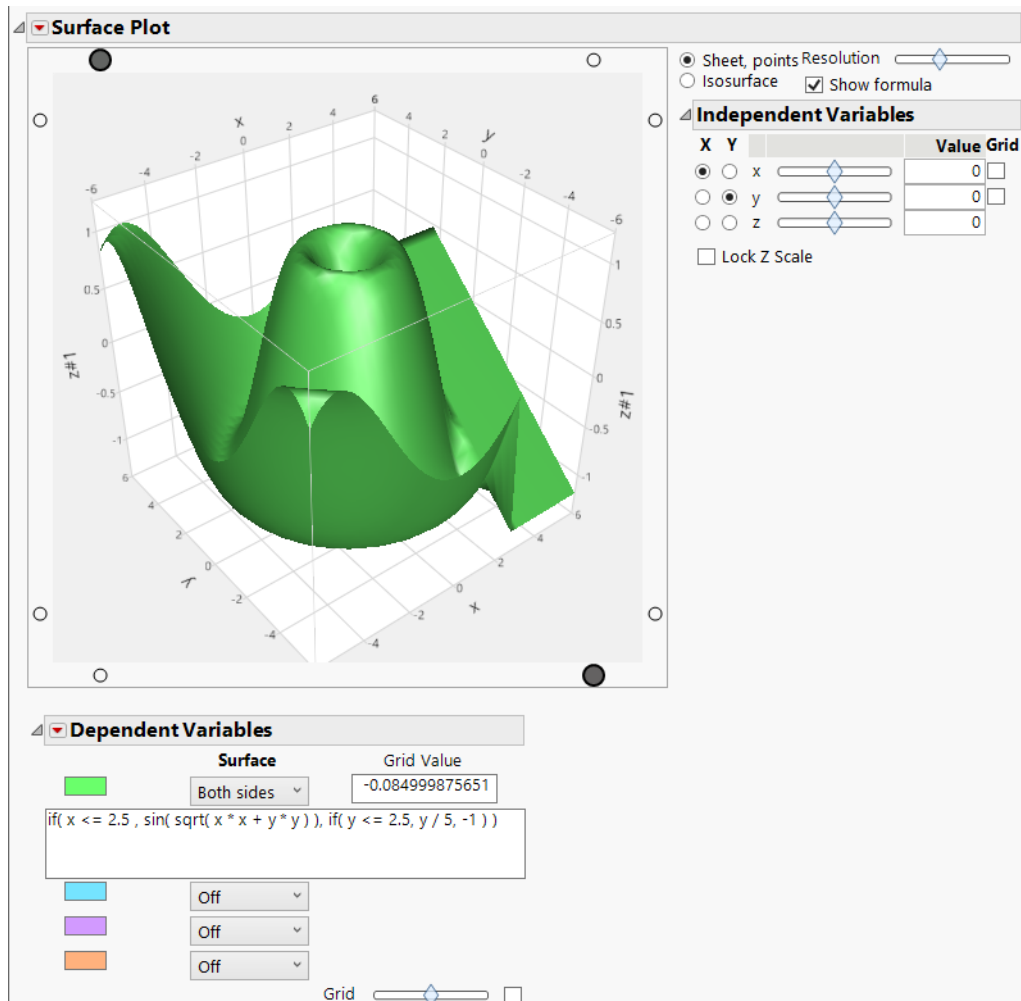 Surface Plot
Sheet, points Resolution
Isosurface Show formula
Independent Variables
X Y Value Grid
x 0
y 0
z 0
Lock Z Scale
x
y
-6 -4 -2 0 2 4 6
4 2 0 -2 -4 -6
1
0.5
0
-0.5
-1
z#1
1
0.5
0
-0.5
-1
z#1
6 4 2 0 -2 -4
y
-4 -2 0 2 4 6
x
Dependent Variables
Surface Grid Value
Both sides -0.084999875651
if( x <= 2.5 , sin( sqrt( x * x + y * y ) ), if( y <= 2.5, y / 5, -1 ) )
Off
Off
Off
Grid